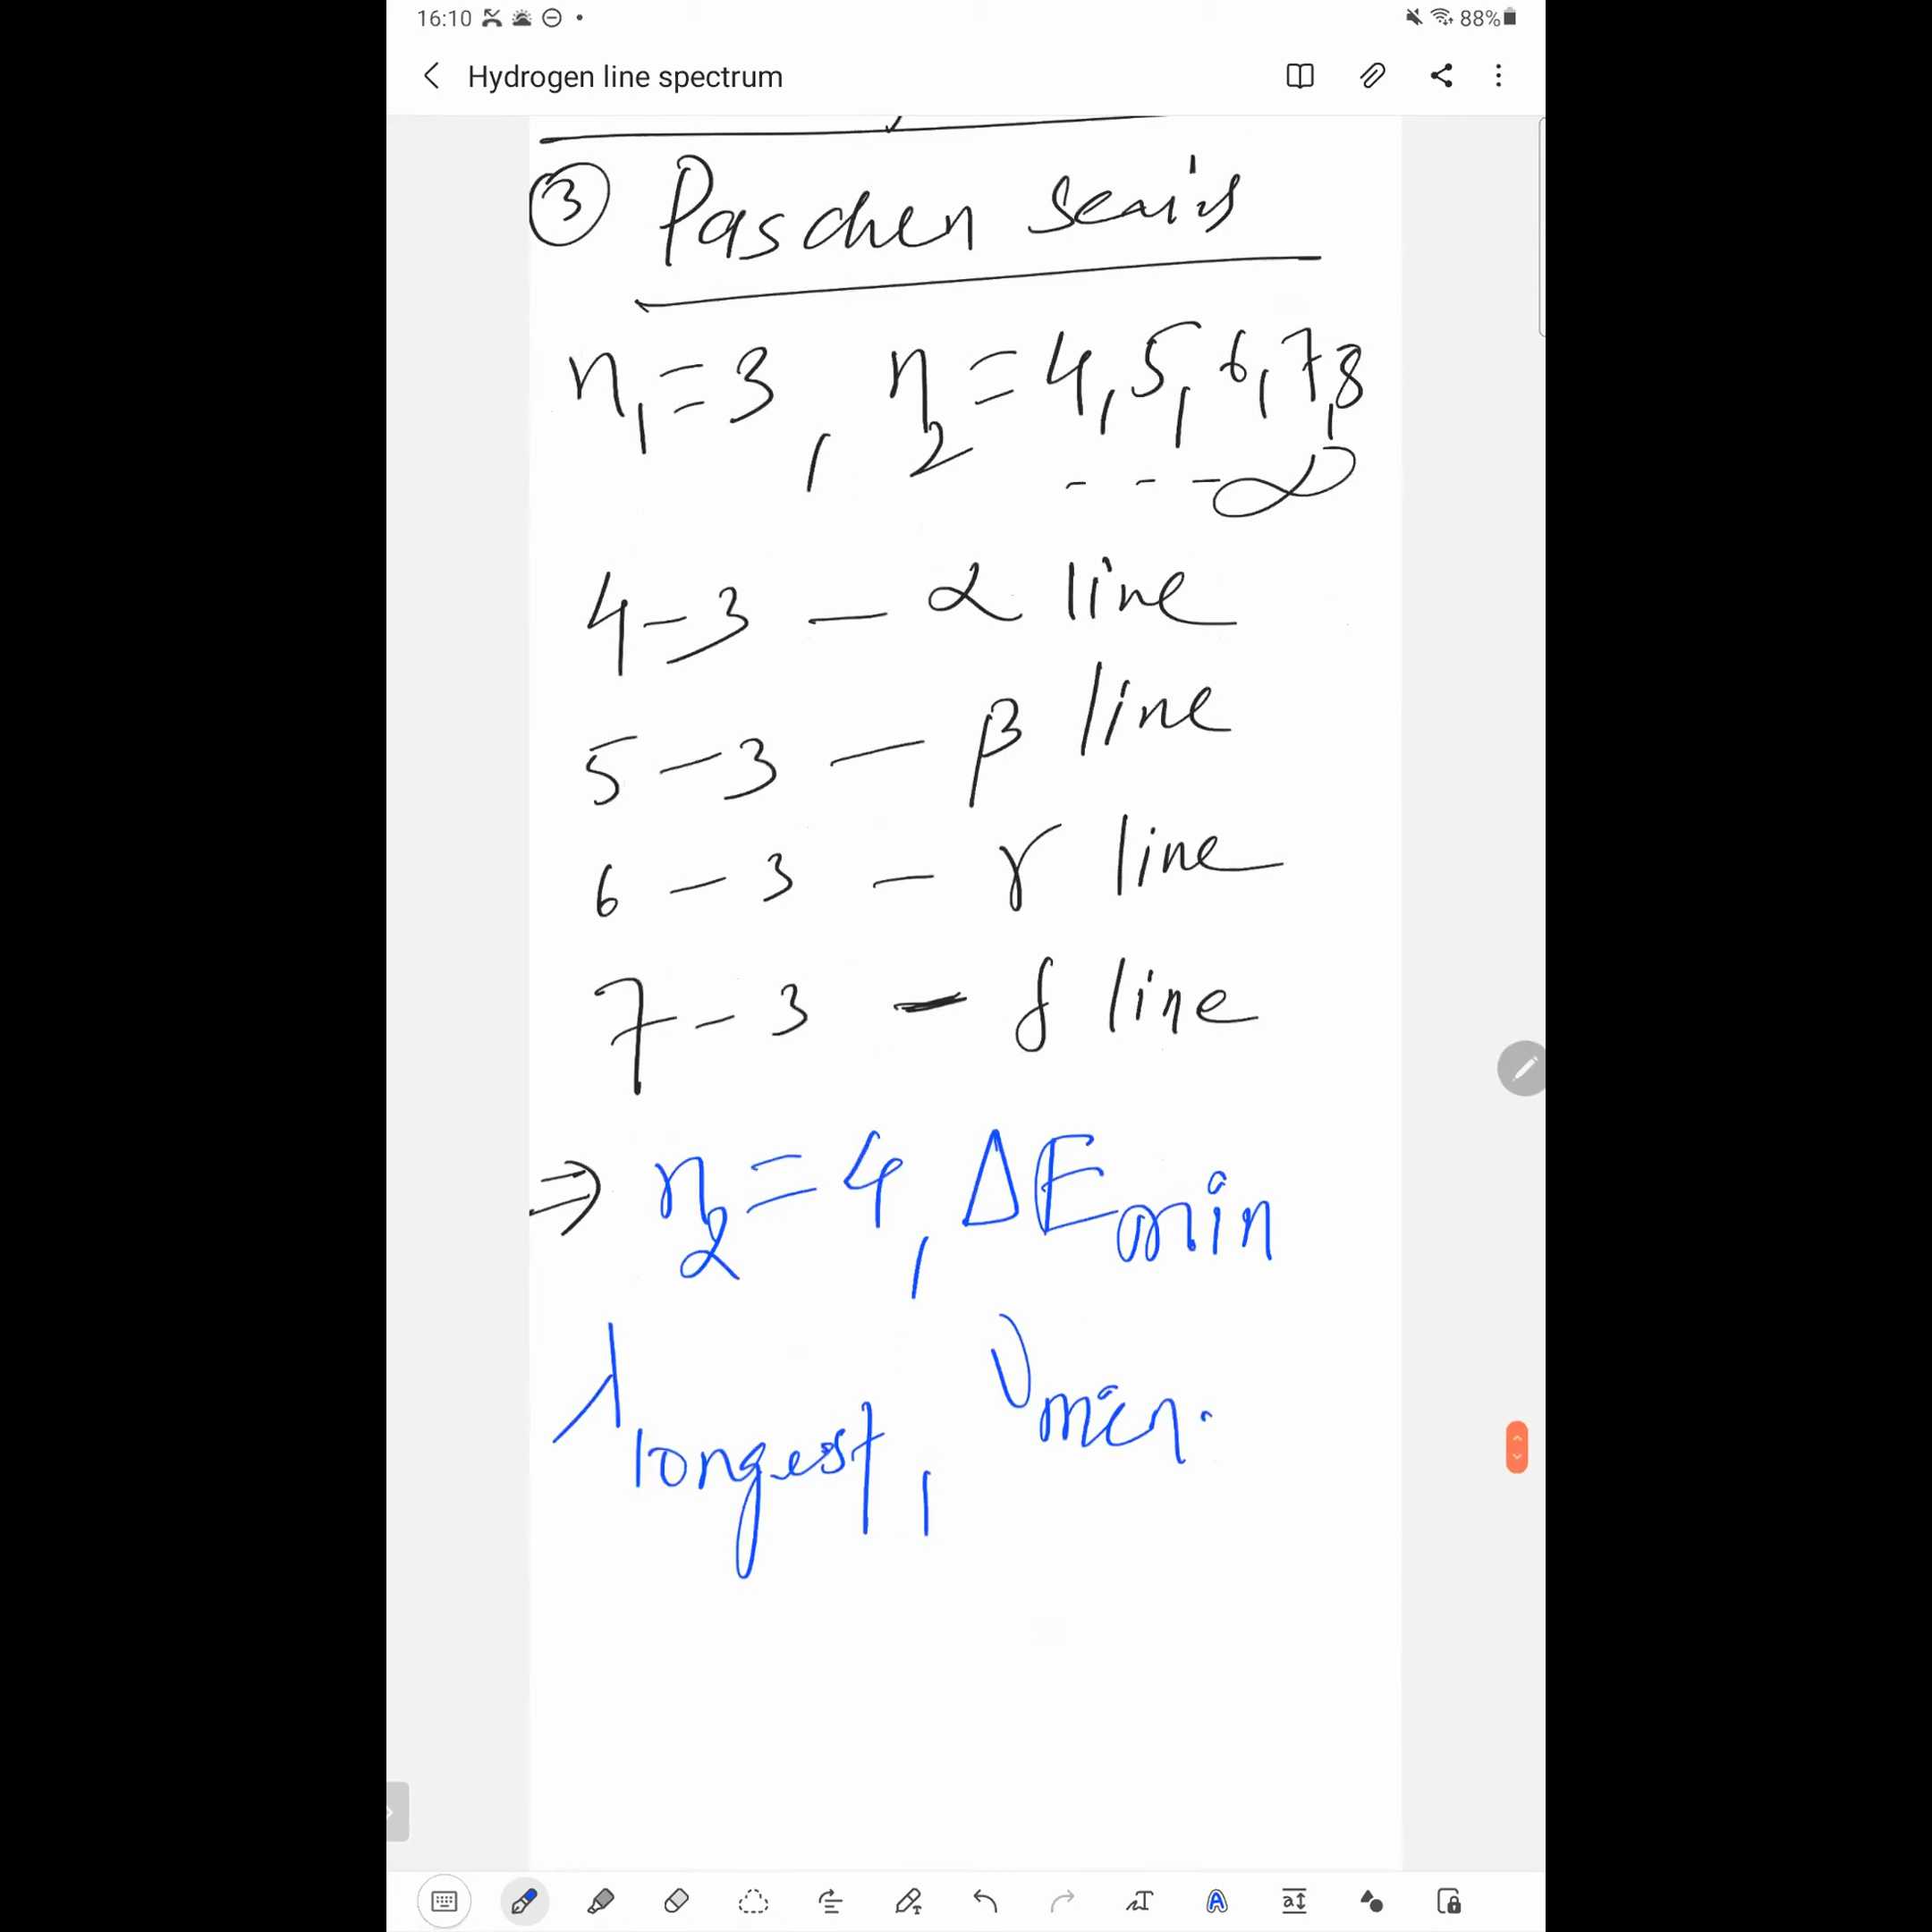 16:10 88%
Hydrogen line spectrum
③ Paschen series
n₁ = 3, n₂ = 4, 5, 6, 7, 8
- - - ∞
4 - 3 — α line
5 - 3 — β line
6 - 3 — γ line
7 - 3 — δ line
⇒ n₂ = 4, ΔEmin
λlongest, νmin.